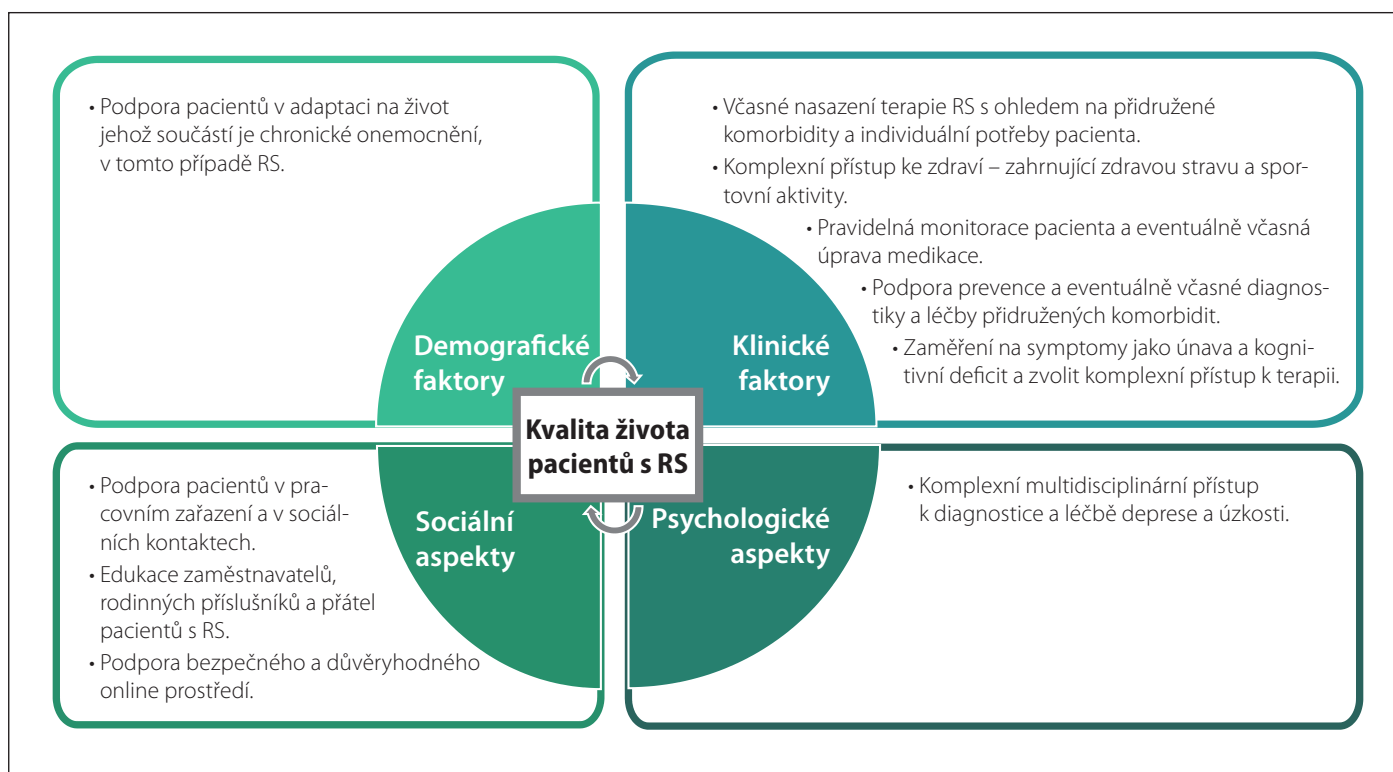 • Podpora pacientů v adaptaci na život
jehož součástí je chronické onemocnění,
v tomto případě RS.
• Včasné nasazení terapie RS s ohledem na přidružené
komorbidity a individuální potřeby pacienta.
• Komplexní přístup ke zdraví – zahrnující zdravou stravu a spor-
tovní aktivity.
• Pravidelná monitorace pacienta a eventuálně včasná
úprava medikace.
• Podpora prevence a eventuálně včasné diagnos-
tiky a léčby přidružených komorbidit.
• Zaměření na symptomy jako únava a kogni-
tivní deficit a zvolit komplexní přístup k terapii.
Demografické
faktory
Klinické
faktory
Kvalita života
pacientů s RS
Sociální
aspekty
Psychologické
aspekty
• Podpora pacientů v pra-
covním zařazení a v sociál-
ních kontaktech.
• Edukace zaměstnavatelů,
rodinných příslušníků a přátel
pacientů s RS.
• Podpora bezpečného a důvěryhodného
online prostředí.
• Komplexní multidisciplinární přístup
k diagnostice a léčbě deprese a úzkosti.